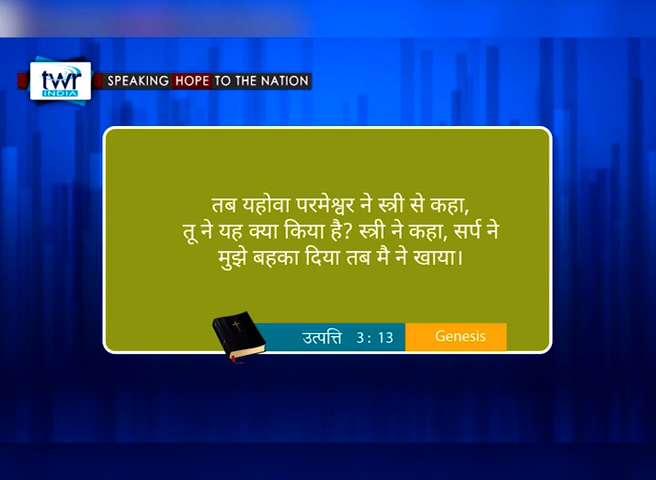 twr
INDIA
SPEAKING HOPE TO THE NATION
तब यहोवा परमेश्वर ने स्त्री से कहा,
तू ने यह क्या किया है? स्त्री ने कहा, सर्प ने
मुझे बहका दिया तब मै ने खाया।
उत्पत्ति 3: 13 Genesis